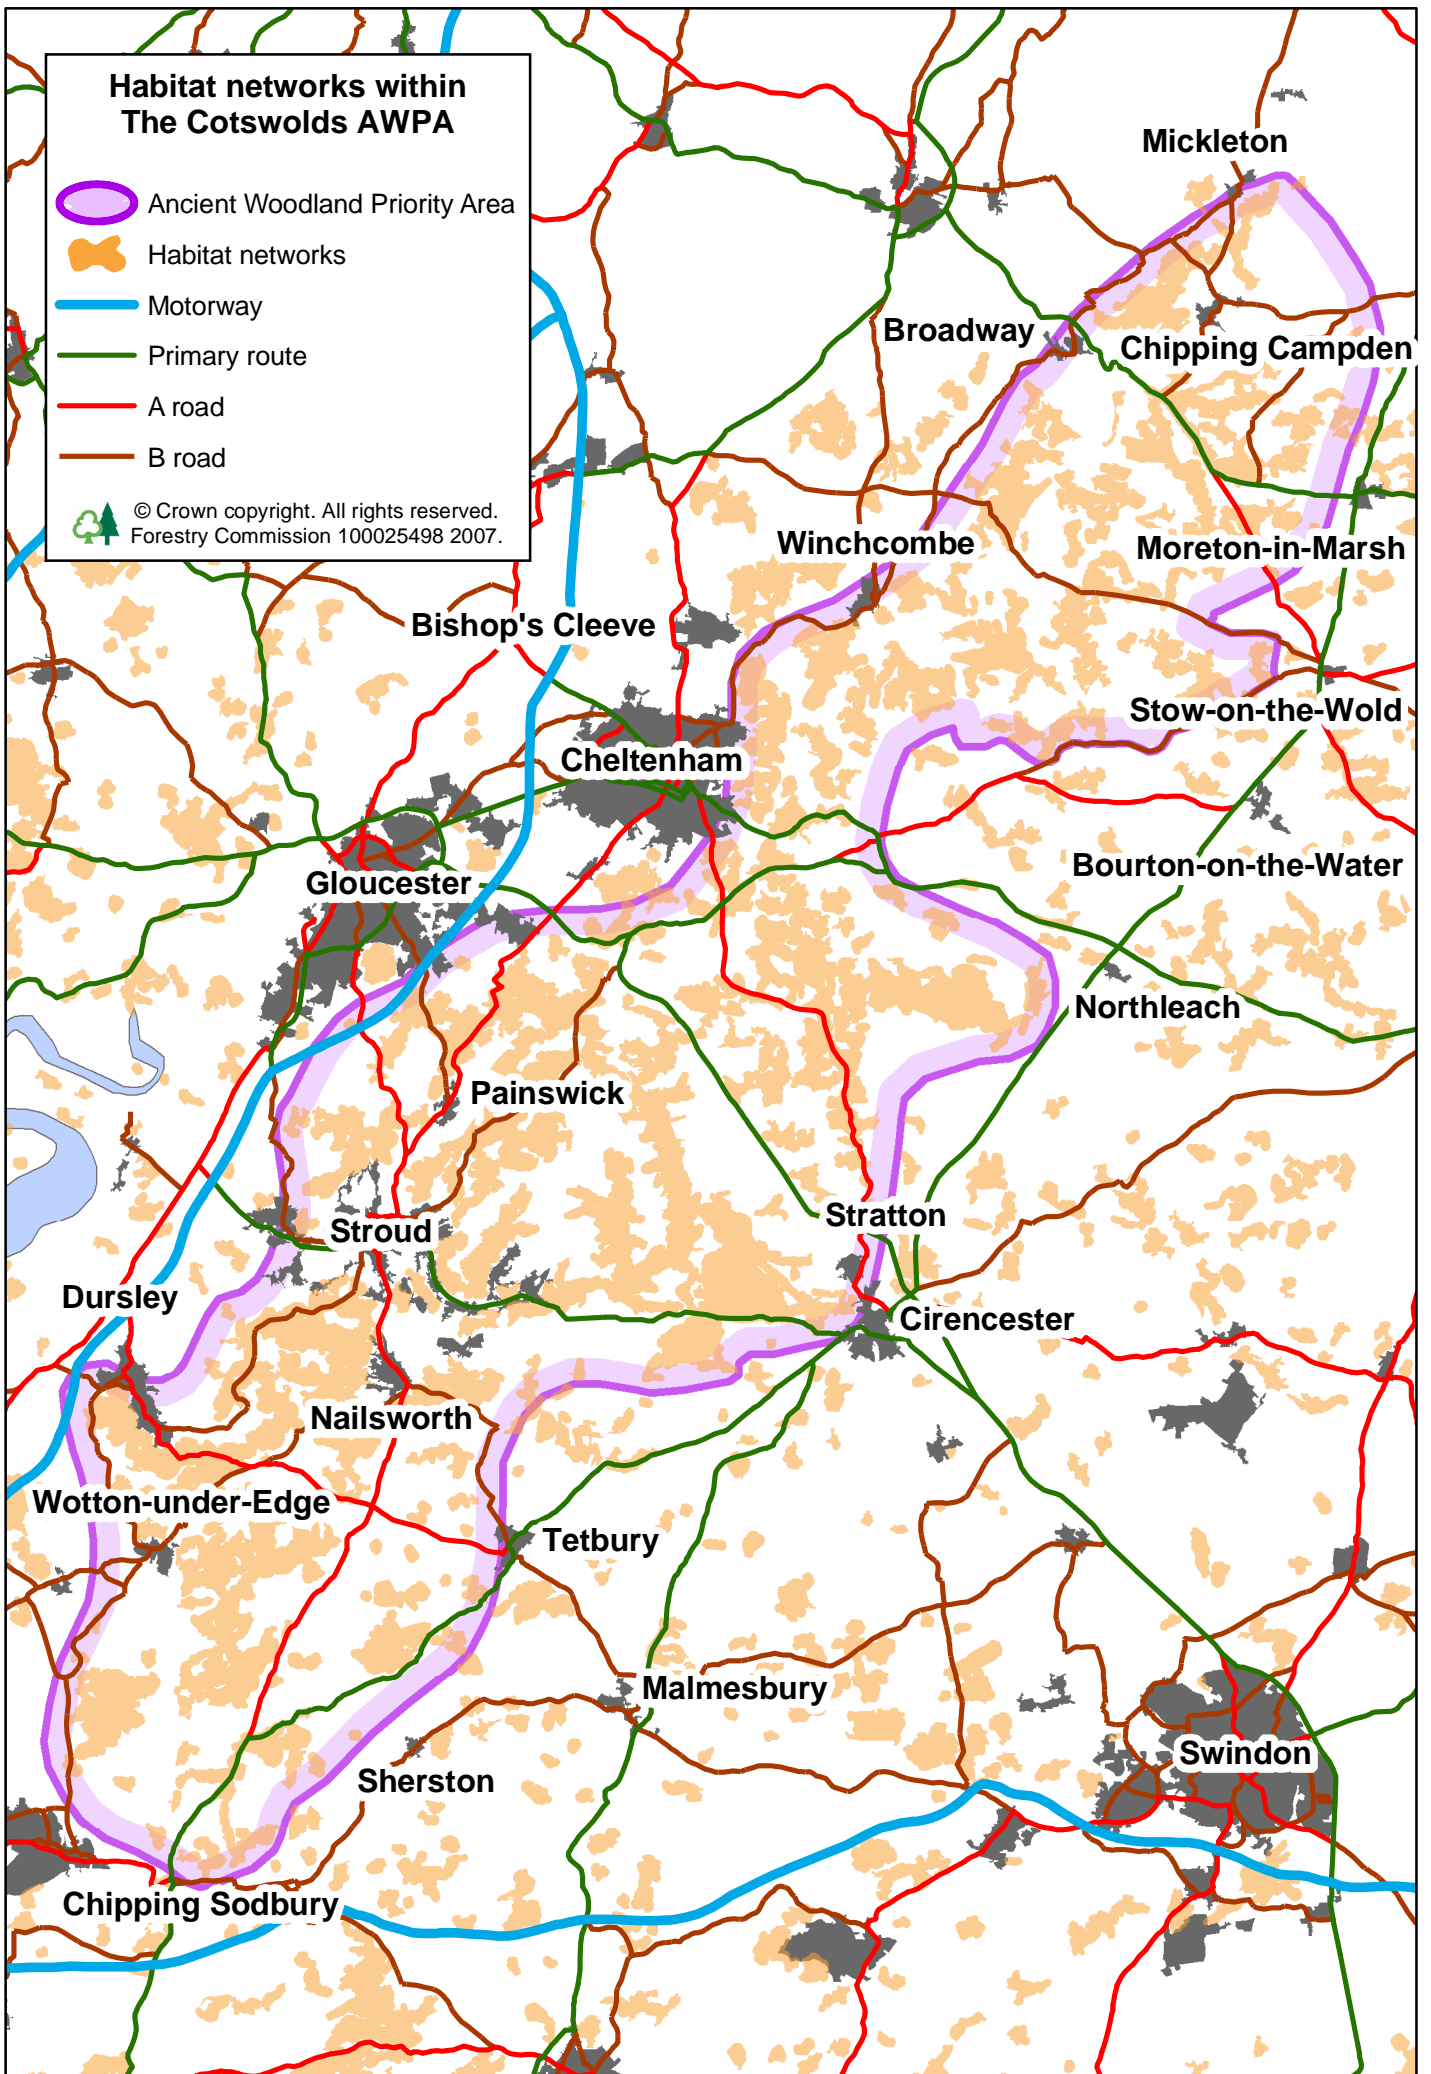 Habitat networks within
The Cotswolds AWPA
Ancient Woodland Priority Area
Habitat networks
Motorway
Primary route
A road
B road
© Crown copyright. All rights reserved.
Forestry Commission 100025498 2007.
Mickleton
Broadway
Chipping Campden
Winchcombe
Moreton-in-Marsh
Bishop's Cleeve
Stow-on-the-Wold
Cheltenham
Bourton-on-the-Water
Gloucester
Northleach
Painswick
Stratton
Stroud
Dursley
Cirencester
Nailsworth
Wotton-under-Edge
Tetbury
Malmesbury
Swindon
Sherston
Chipping Sodbury